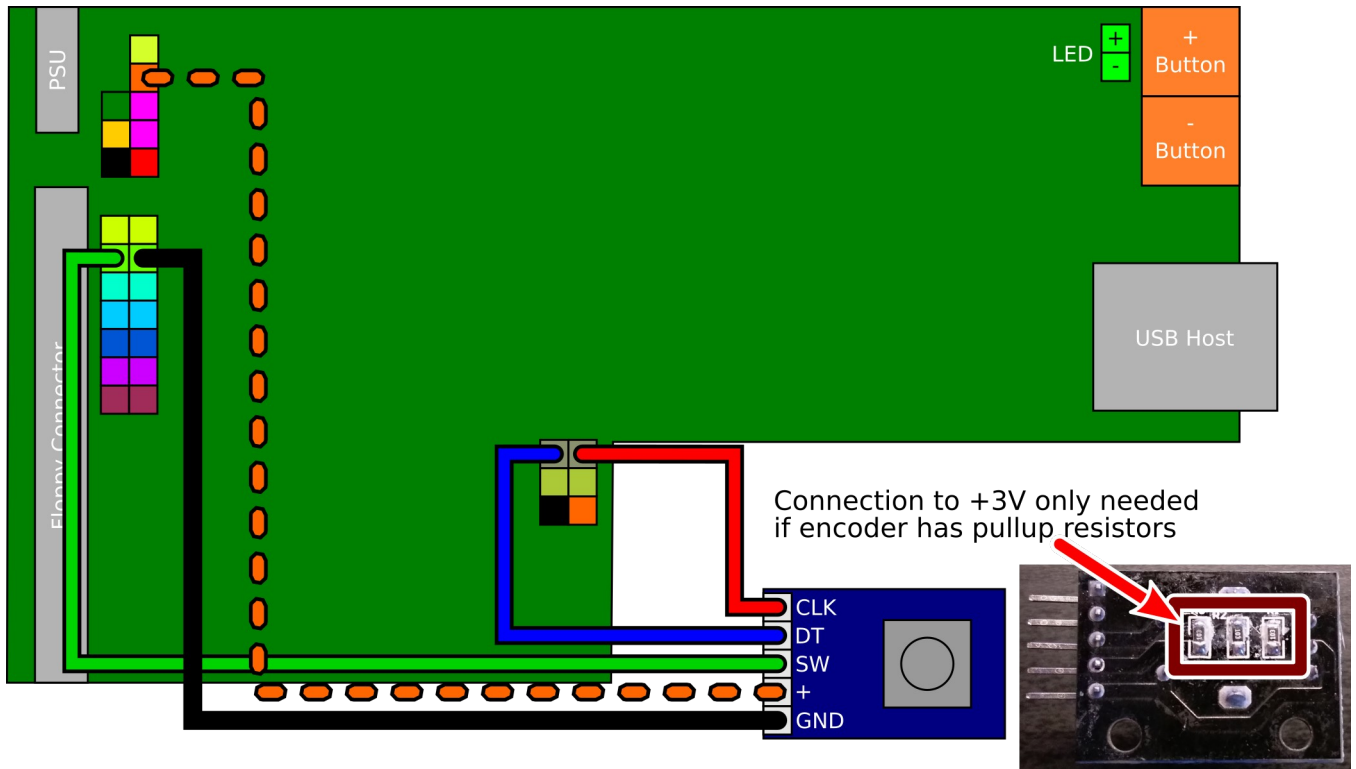 PSU
LED
+
-
+
Button
-
Button
USB Host
Floppy Connector
Connection to +3V only needed
if encoder has pullup resistors
CLK
DT
SW
+
GND